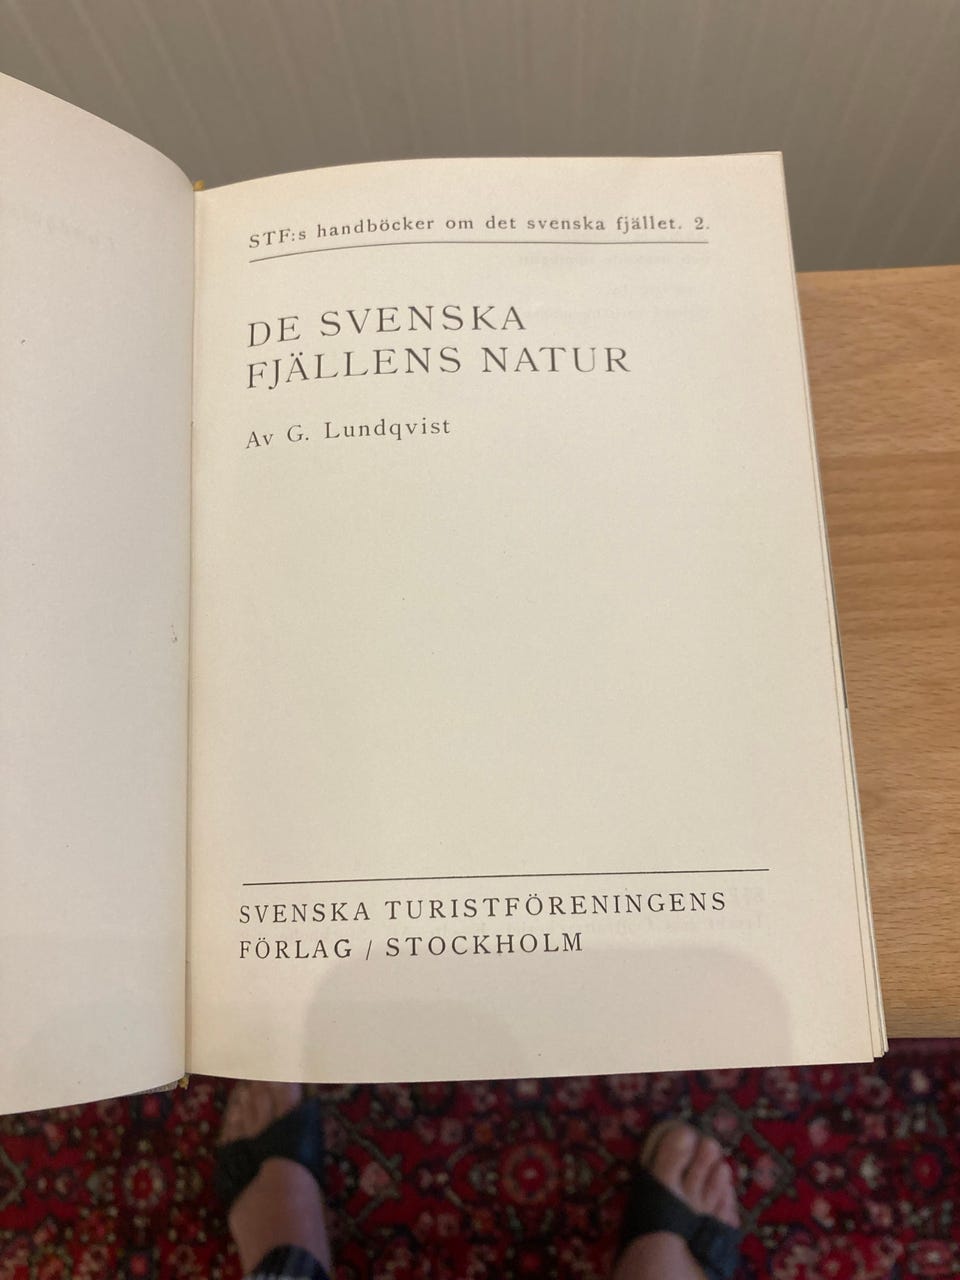 STF:s handböcker om det svenska fjället. 2.
DE SVENSKA
FJÄLLENS NATUR
Av G. Lundqvist
SVENSKA TURISTFÖRENINGENS
FÖRLAG / STOCKHOLM